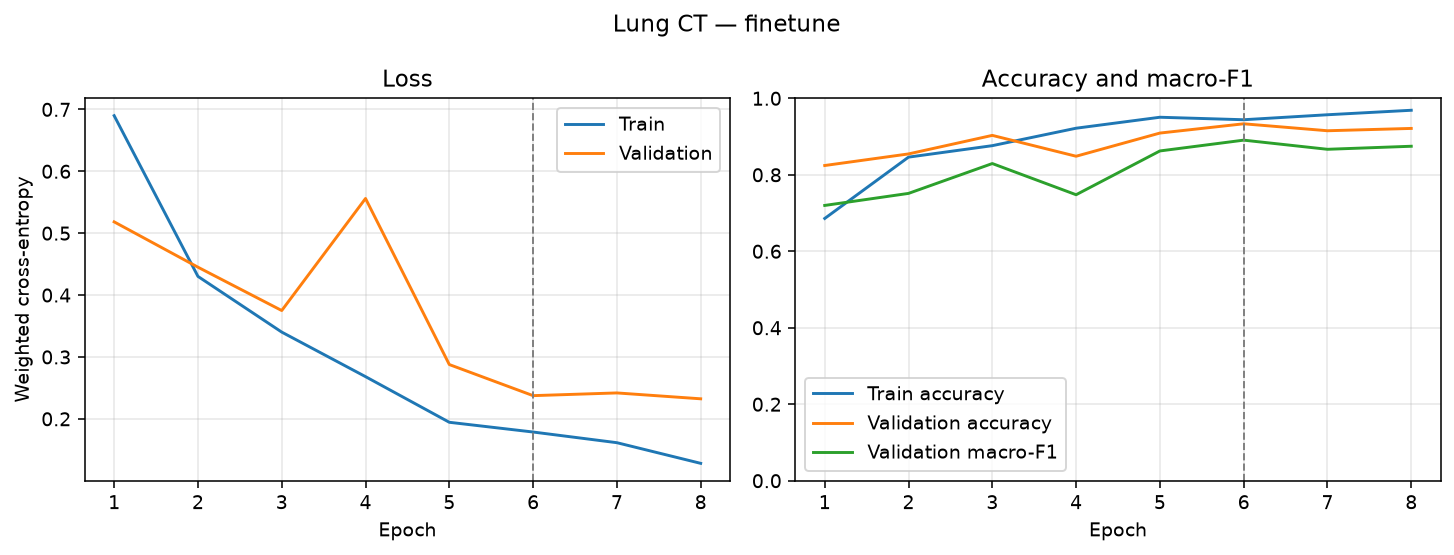 Lung CT — finetune
Loss
Weighted cross-entropy
0.7
0.6
0.5
0.4
0.3
0.2
Train
Validation
1 2 3 4 5 6 7 8
Epoch
Accuracy and macro-F1
1.0
0.8
0.6
0.4
0.2
0.0
Train accuracy
Validation accuracy
Validation macro-F1
1 2 3 4 5 6 7 8
Epoch